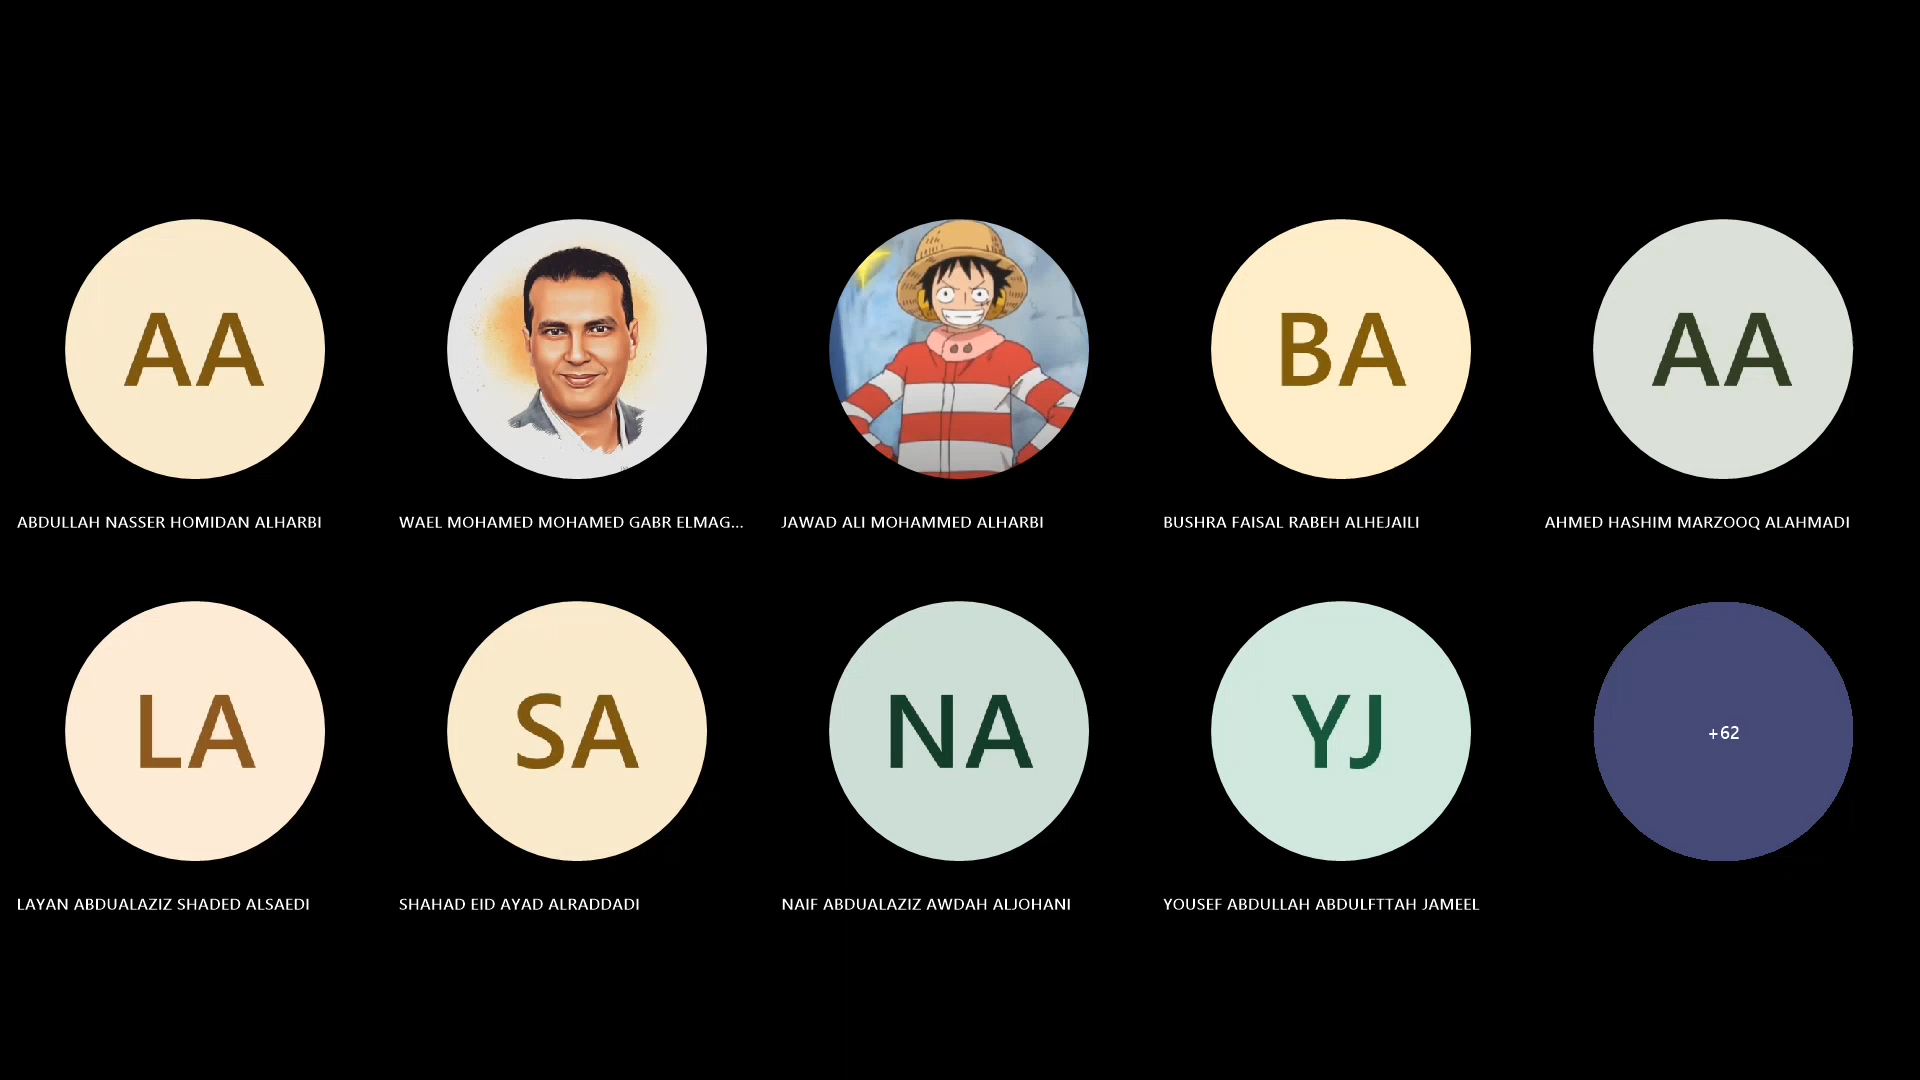 AA
BA
AA
ABDULLAH NASSER HOMIDAN ALHARBI
WAEL MOHAMED MOHAMED GABR ELMAG...
JAWAD ALI MOHAMMED ALHARBI
BUSHRA FAISAL RABEH ALHEJAILI
AHMED HASHIM MARZOOQ ALAHMADI
LA
SA
NA
YJ
+62
LAYAN ABDUALAZIZ SHADED ALSAEDI
SHAHAD EID AYAD ALRADDADI
NAIF ABDUALAZIZ AWDAH ALJOHANI
YOUSEF ABDULLAH ABDULFTTAH JAMEEL